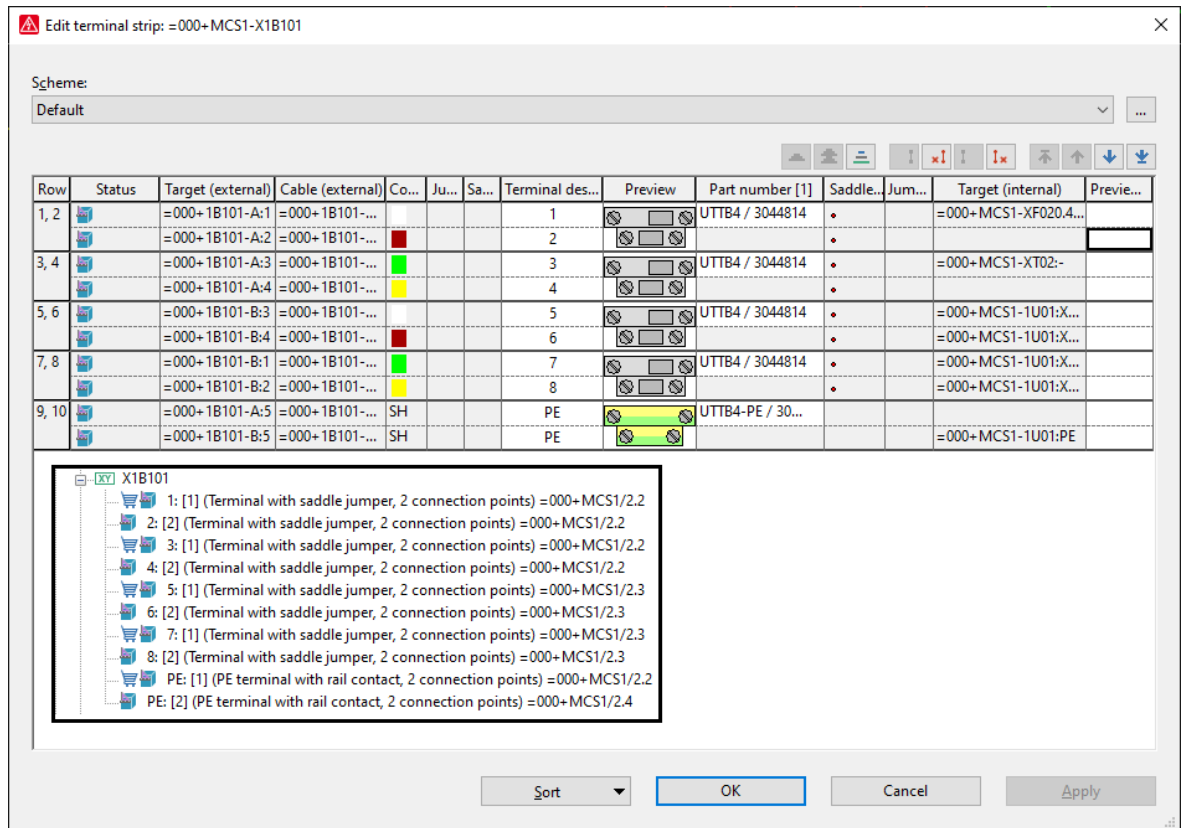 Edit terminal strip: =000+MCS1-X1B101
Scheme:
Default
...
Row Status Target (external) Cable (external) Co... Ju... Sa... Terminal des... Preview Part number [1] Saddle... Jum... Target (internal) Previe...
1, 2 =000+1B101-A:1 =000+1B101-... 1 UTTB4 / 3044814 =000+MCS1-XF020.4...
=000+1B101-A:2 =000+1B101-... 2
3, 4 =000+1B101-A:3 =000+1B101-... 3 UTTB4 / 3044814 =000+MCS1-XT02:-
=000+1B101-A:4 =000+1B101-... 4
5, 6 =000+1B101-B:3 =000+1B101-... 5 UTTB4 / 3044814 =000+MCS1-1U01:X...
=000+1B101-B:4 =000+1B101-... 6 =000+MCS1-1U01:X...
7, 8 =000+1B101-B:1 =000+1B101-... 7 UTTB4 / 3044814 =000+MCS1-1U01:X...
=000+1B101-B:2 =000+1B101-... 8 =000+MCS1-1U01:X...
9, 10 =000+1B101-A:5 =000+1B101-... SH PE UTTB4-PE / 30...
=000+1B101-B:5 =000+1B101-... SH PE =000+MCS1-1U01:PE
XY X1B101
1: [1] (Terminal with saddle jumper, 2 connection points) =000+MCS1/2.2
2: [2] (Terminal with saddle jumper, 2 connection points) =000+MCS1/2.2
3: [1] (Terminal with saddle jumper, 2 connection points) =000+MCS1/2.2
4: [2] (Terminal with saddle jumper, 2 connection points) =000+MCS1/2.2
5: [1] (Terminal with saddle jumper, 2 connection points) =000+MCS1/2.3
6: [2] (Terminal with saddle jumper, 2 connection points) =000+MCS1/2.3
7: [1] (Terminal with saddle jumper, 2 connection points) =000+MCS1/2.3
8: [2] (Terminal with saddle jumper, 2 connection points) =000+MCS1/2.3
PE: [1] (PE terminal with rail contact, 2 connection points) =000+MCS1/2.2
PE: [2] (PE terminal with rail contact, 2 connection points) =000+MCS1/2.4
Sort OK Cancel Apply